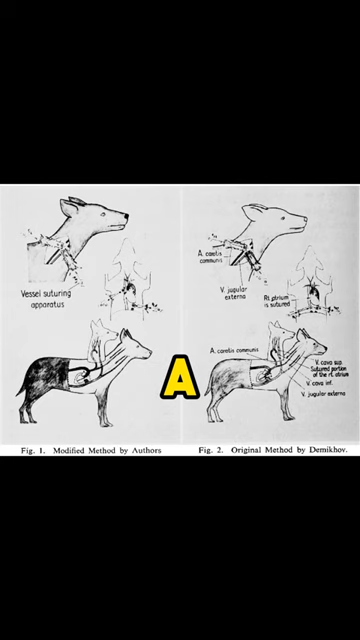 Vessel suturing
apparatus
A. carotis
communis
V. jugular
externa
Rt. atrium
is sutured
A. carotis communis
V. cava sup.
Sutured portion
of the rt. atrium
V. cava inf.
V. jugular externa
A
Fig. 1. Modified Method by Authors
Fig. 2. Original Method by Demikhov.